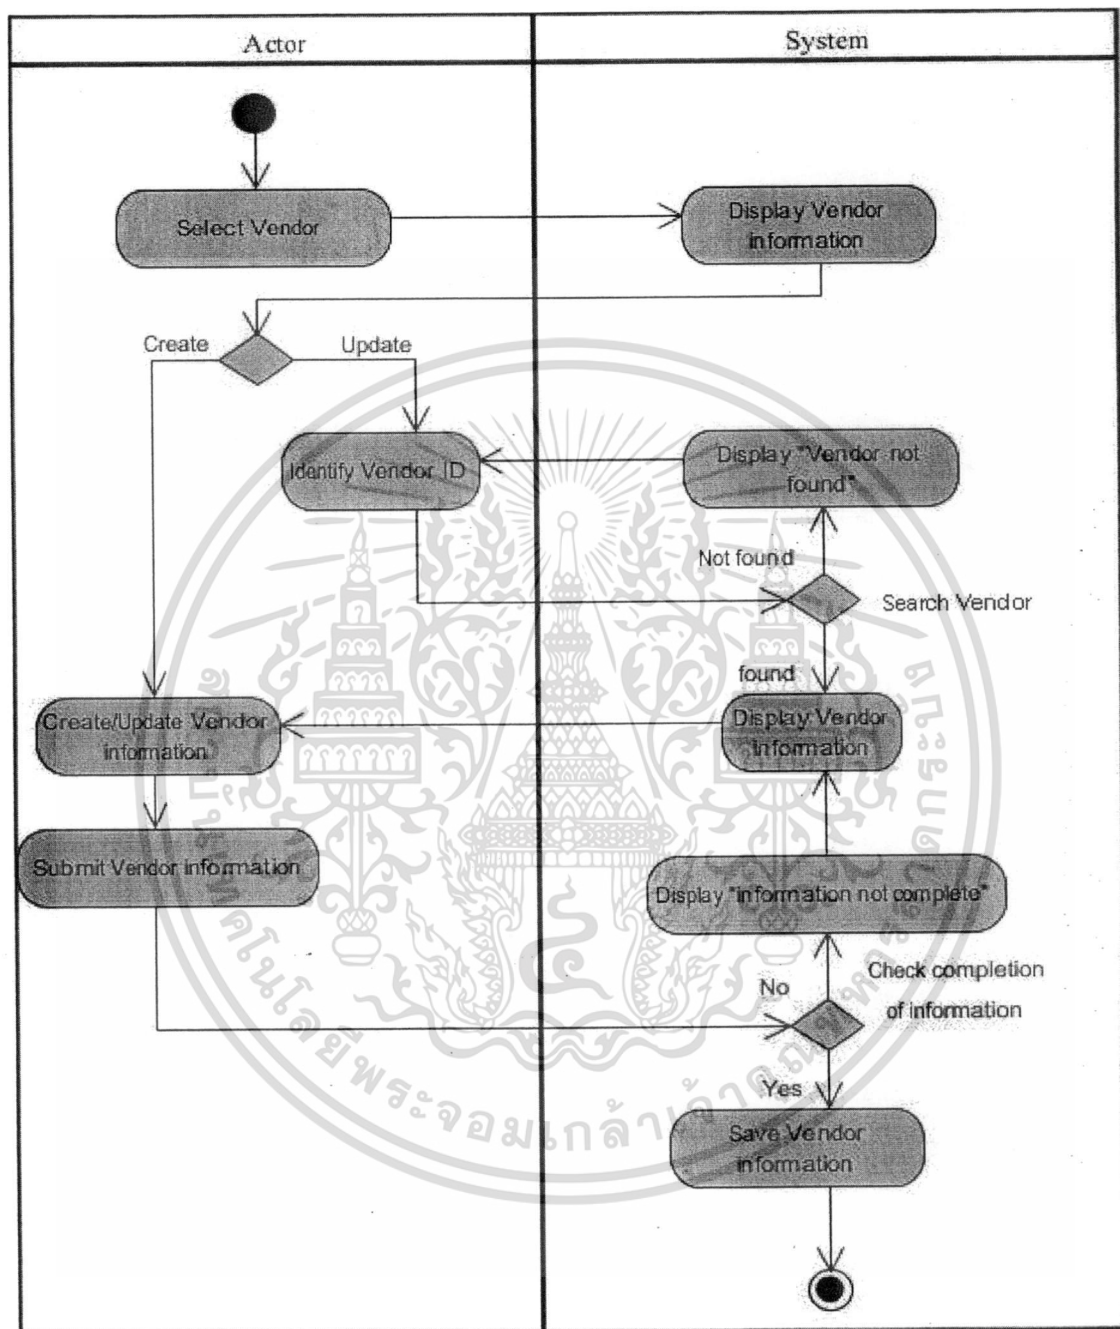 Actor
System
Select Vendor
Display Vendor
information
Create
Update
Identify Vendor ID
Display "Vendor not
found"
Not found
Search Vendor
found
Create/Update Vendor
information
Display Vendor
information
Submit Vendor information
Display "information not complete"
No
Check completion
of information
Yes
Save Vendor
information